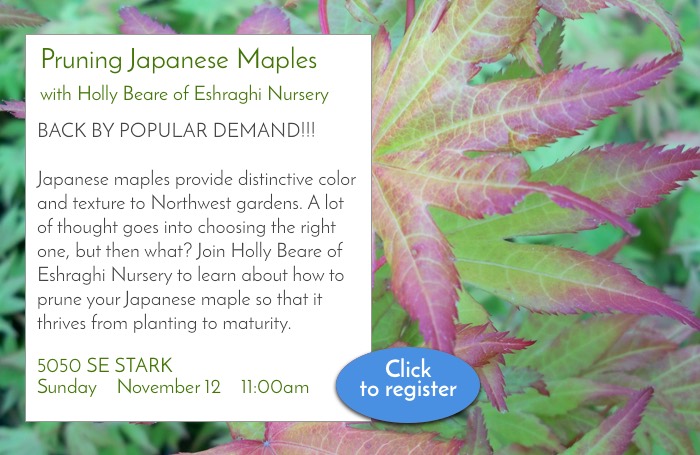 Pruning Japanese Maples
with Holly Beare of Eshraghi Nursery
BACK BY POPULAR DEMAND!!!
Japanese maples provide distinctive color
and texture to Northwest gardens. A lot
of thought goes into choosing the right
one, but then what? Join Holly Beare of
Eshraghi Nursery to learn about how to
prune your Japanese maple so that it
thrives from planting to maturity.
5050 SE STARK
Sunday November 12 11:00am
Click
to register